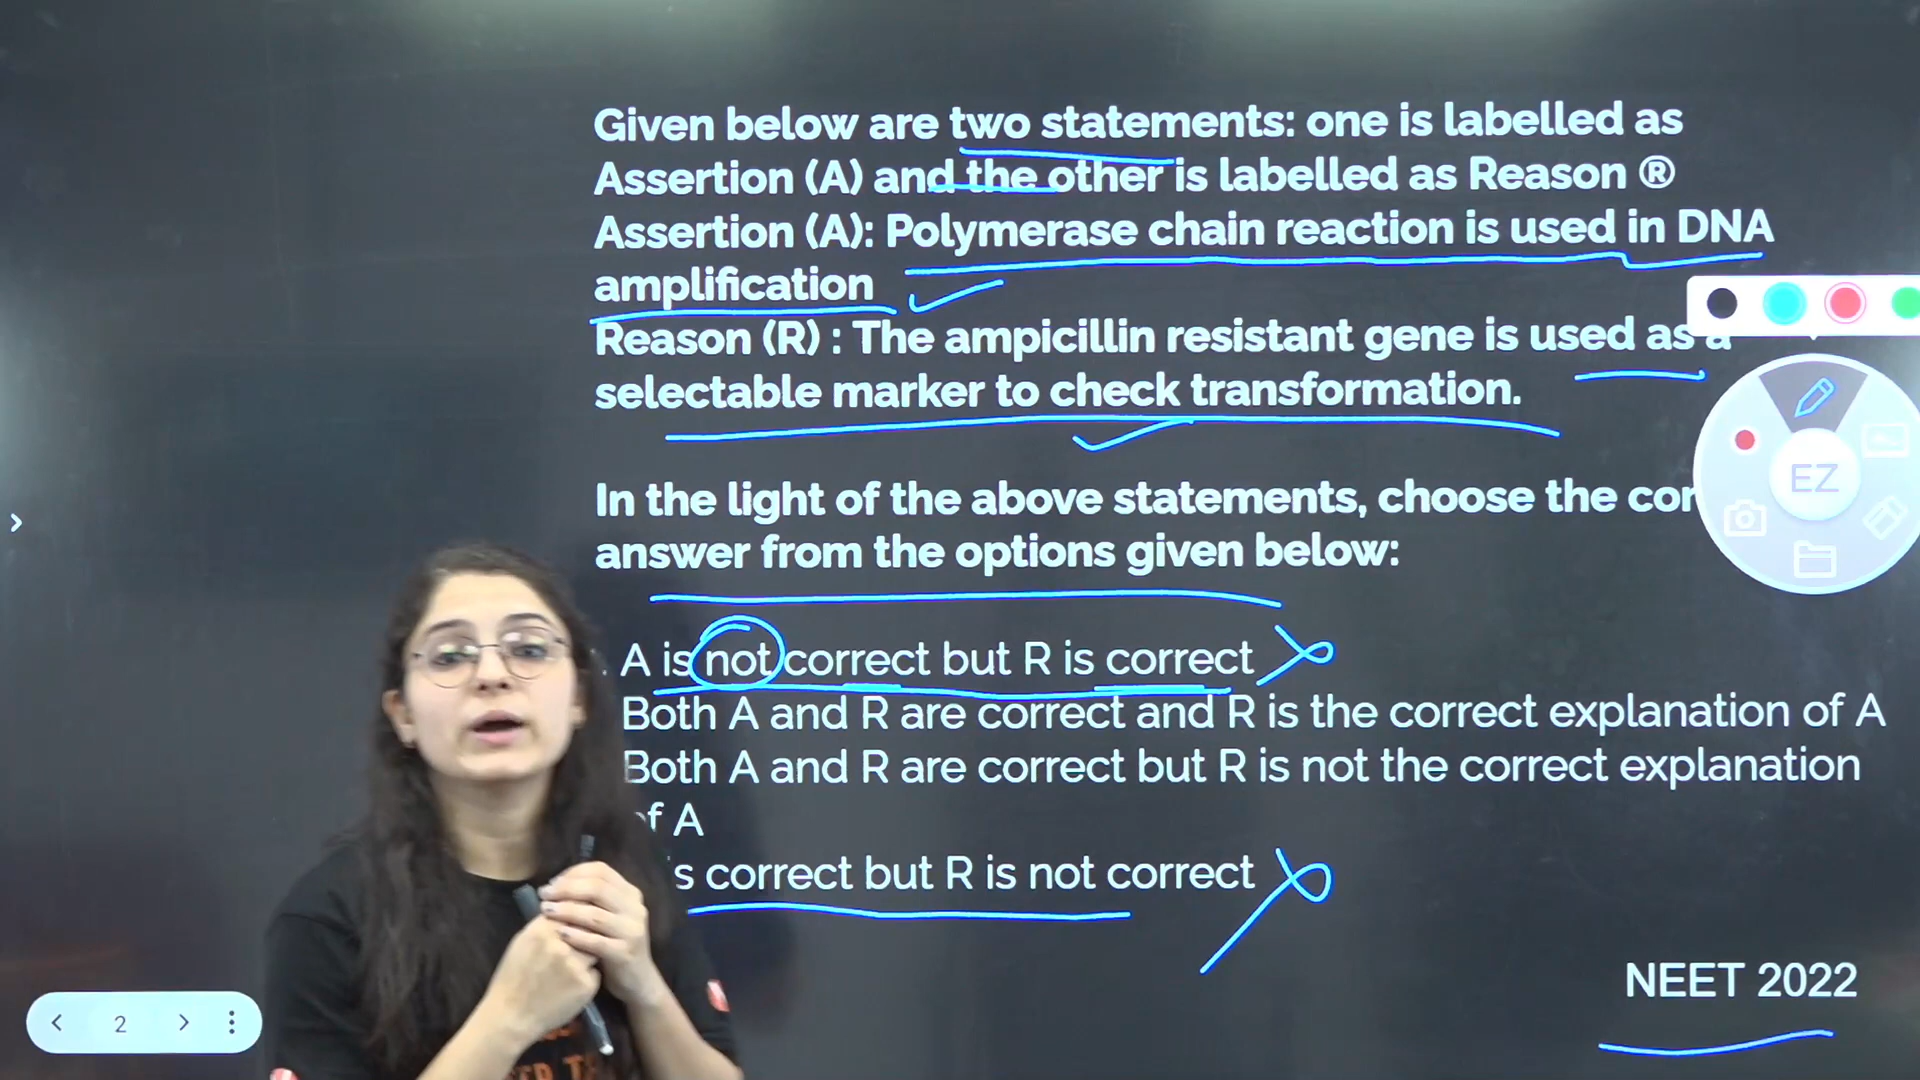 Given below are two statements: one is labelled as
Assertion (A) and the other is labelled as Reason ®
Assertion (A): Polymerase chain reaction is used in DNA
amplification
Reason (R) : The ampicillin resistant gene is used as a
selectable marker to check transformation.
In the light of the above statements, choose the cor
answer from the options given below:
A is not correct but R is correct
Both A and R are correct and R is the correct explanation of A
Both A and R are correct but R is not the correct explanation
of A
s correct but R is not correct
NEET 2022
EZ
2